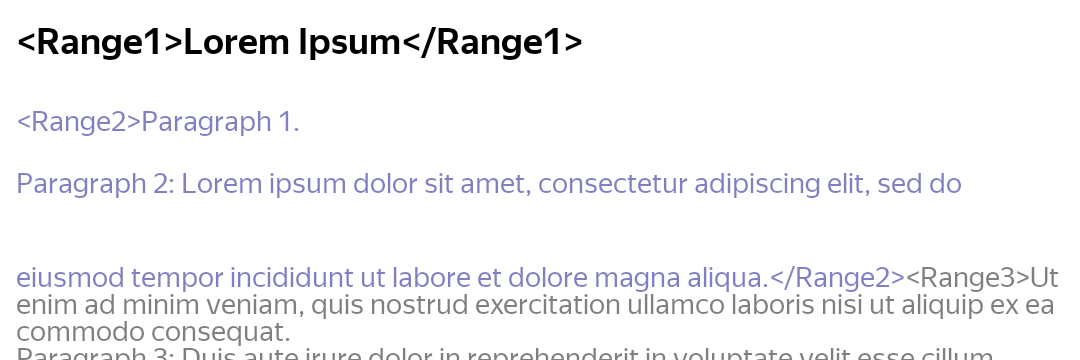 <Range1>Lorem Ipsum</Range1>
<Range2>Paragraph 1.
Paragraph 2: Lorem ipsum dolor sit amet, consectetur adipiscing elit, sed do
eiusmod tempor incididunt ut labore et dolore magna aliqua.</Range2><Range3>Ut
enim ad minim veniam, quis nostrud exercitation ullamco laboris nisi ut aliquip ex ea
commodo consequat.
Paragraph 3: Duis aute irure dolor in reprehenderit in voluptate velit esse cillum